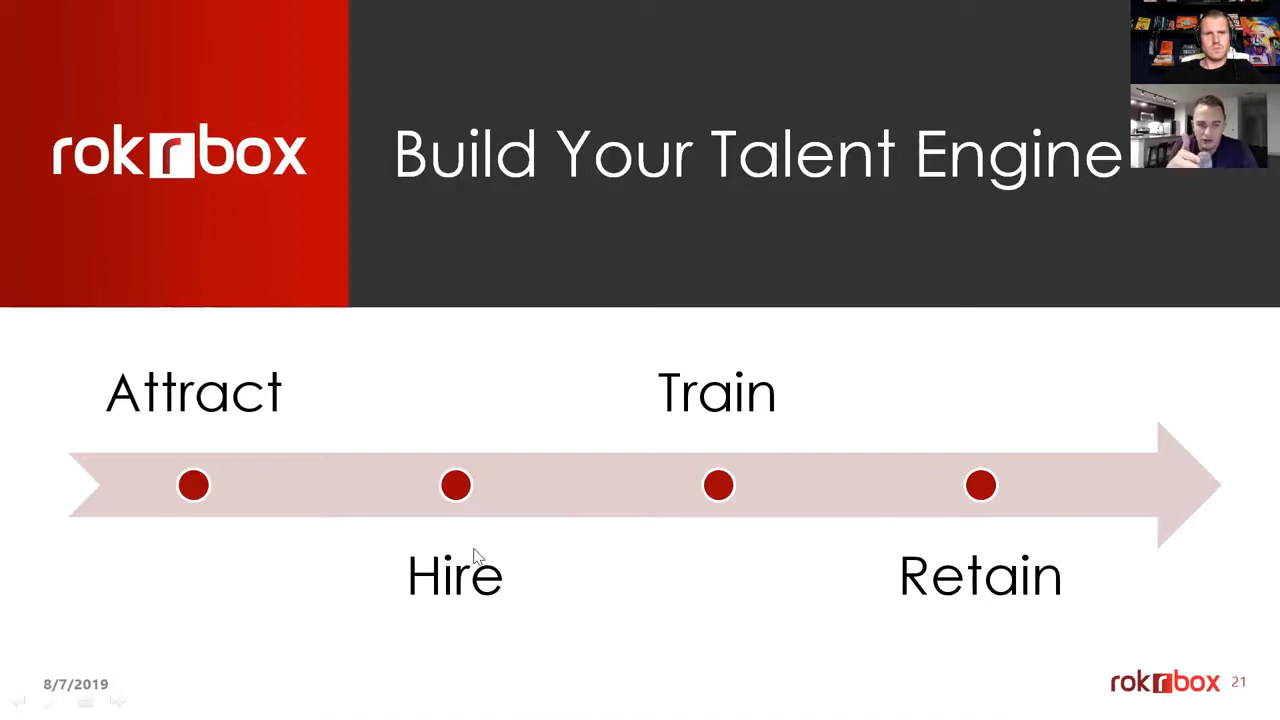 rokrbox
Build Your Talent Engine
Attract
Train
Hire
Retain
8/7/2019
rokrbox
21